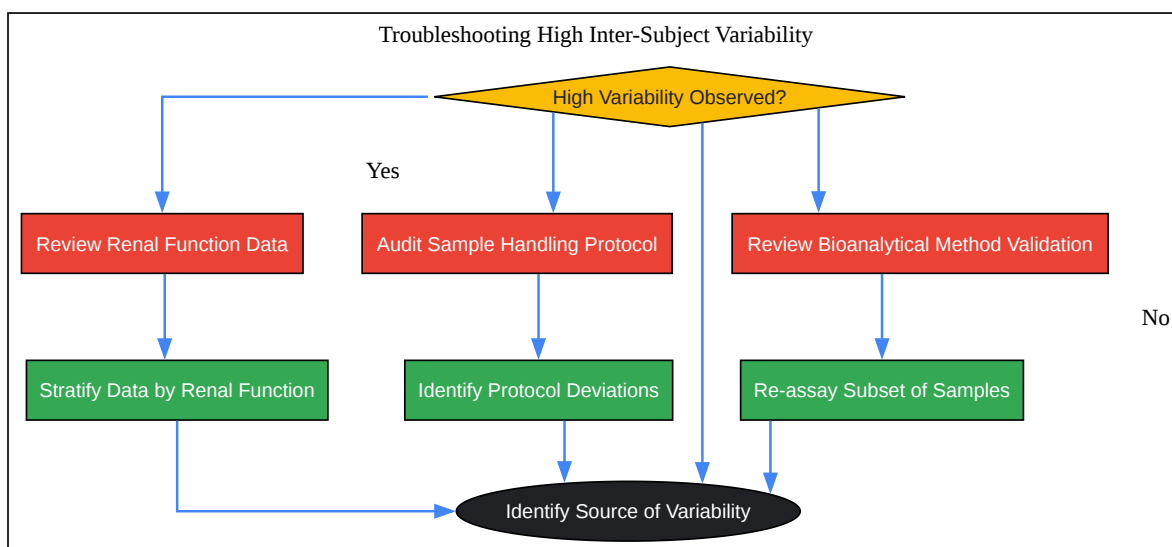 Troubleshooting High Inter-Subject Variability
High Variability Observed?
Yes
Review Renal Function Data
Audit Sample Handling Protocol
Review Bioanalytical Method Validation
No
Stratify Data by Renal Function
Identify Protocol Deviations
Re-assay Subset of Samples
Identify Source of Variability